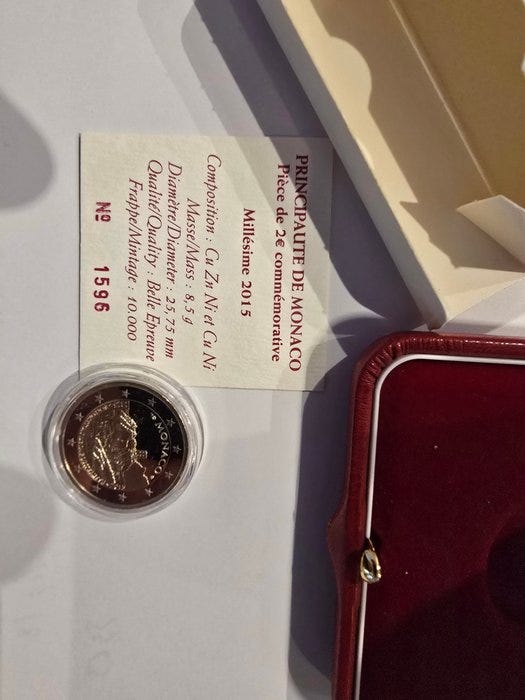 PRINCIPAUTE DE MONACO
Pièce de 2€ commémorative
Millésime 2015
Composition : Cu Zn Ni et Cu Ni
Masse/Mass : 8,5 g
Diamètre/Diameter : 25,75 mm
Qualité/Quality : Belle Epreuve
Frappe/Mintage : 10.000
Nº 1596
MONACO